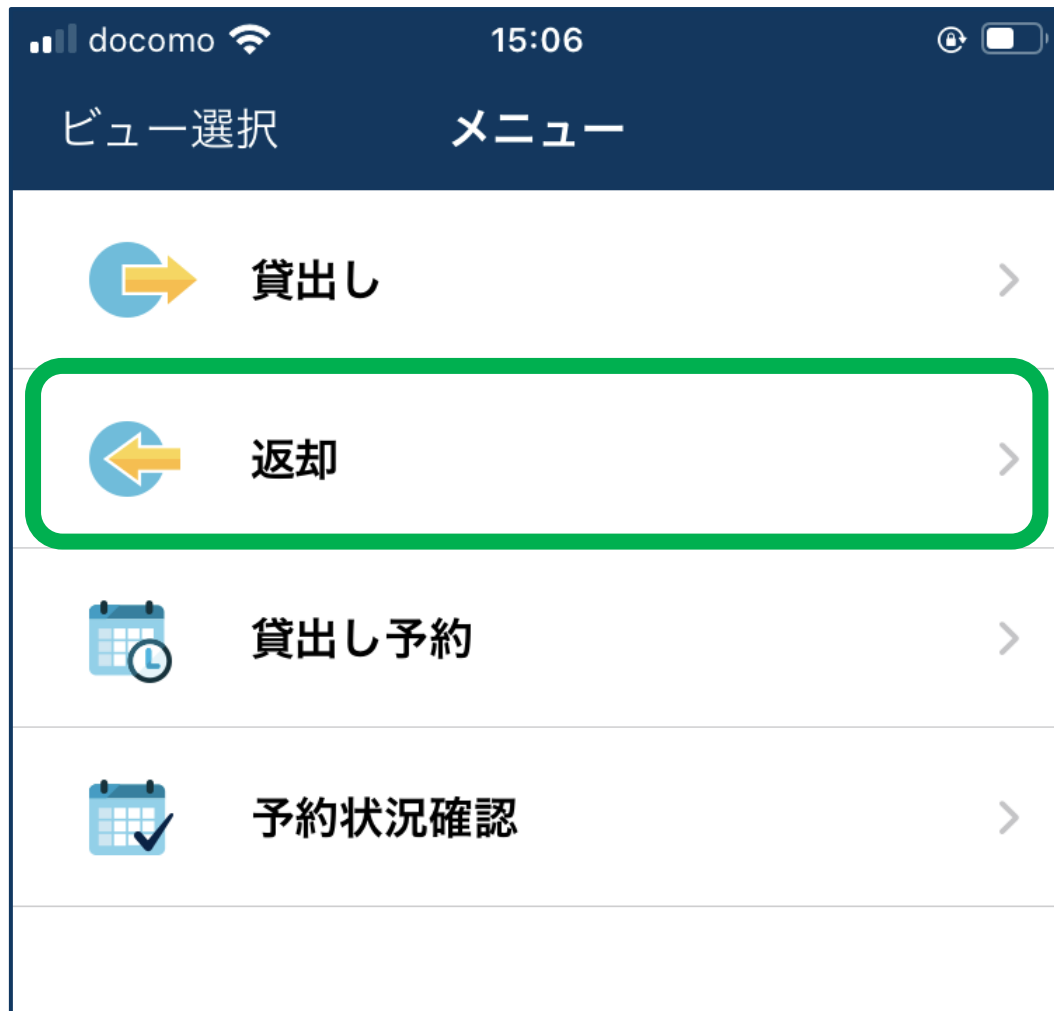 docomo 15:06
ビュー選択 メニュー
貸出し
返却
貸出し予約
予約状況確認